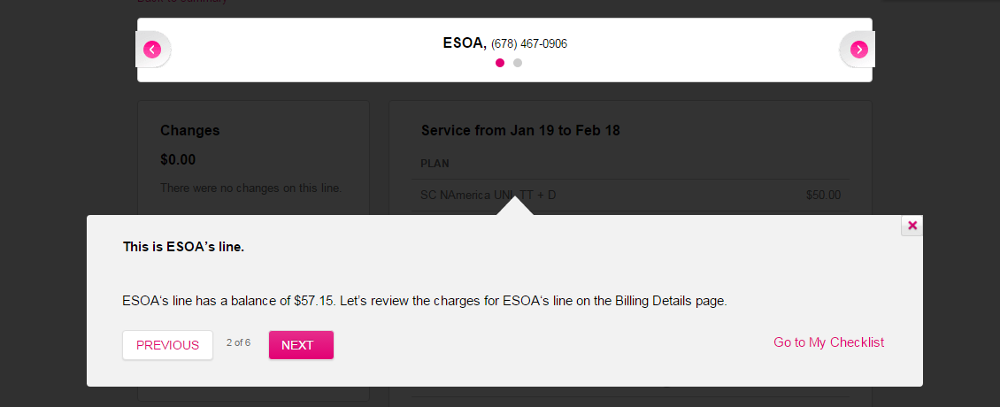 ESOA, (678) 467-0906
Changes
$0.00
There were no changes on this line.
Service from Jan 19 to Feb 18
PLAN
SC NAmerica UNL TT + D $50.00
This is ESOA's line.
ESOA's line has a balance of $57.15. Let's review the charges for ESOA's line on the Billing Details page.
PREVIOUS 2 of 6 NEXT
Go to My Checklist